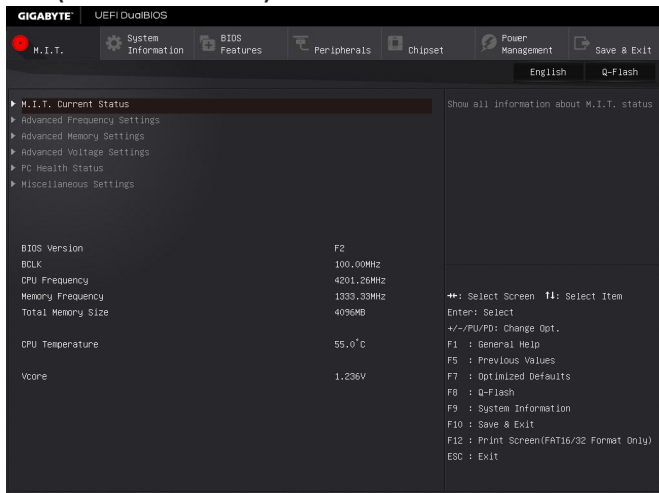 GIGABYTE™ UEFI DualBIOS
M.I.T.
System Information
BIOS Features
Peripherals
Chipset
Power Management
Save & Exit
English Q-Flash
M.I.T. Current Status
Advanced Frequency Settings
Advanced Memory Settings
Advanced Voltage Settings
PC Health Status
Miscellaneous Settings
Show all information about M.I.T. status
BIOS Version F2
BCLK 100.00MHz
CPU Frequency 4201.26MHz
Memory Frequency 1333.33MHz
Total Memory Size 4096MB
CPU Temperature 55.0°C
Vcore 1.236V
→←: Select Screen ↑↓: Select Item
Enter: Select
+/-/PU/PD: Change Opt.
F1 : General Help
F5 : Previous Values
F7 : Optimized Defaults
F8 : Q-Flash
F9 : System Information
F10 : Save & Exit
F12 : Print Screen(FAT16/32 Format Only)
ESC : Exit